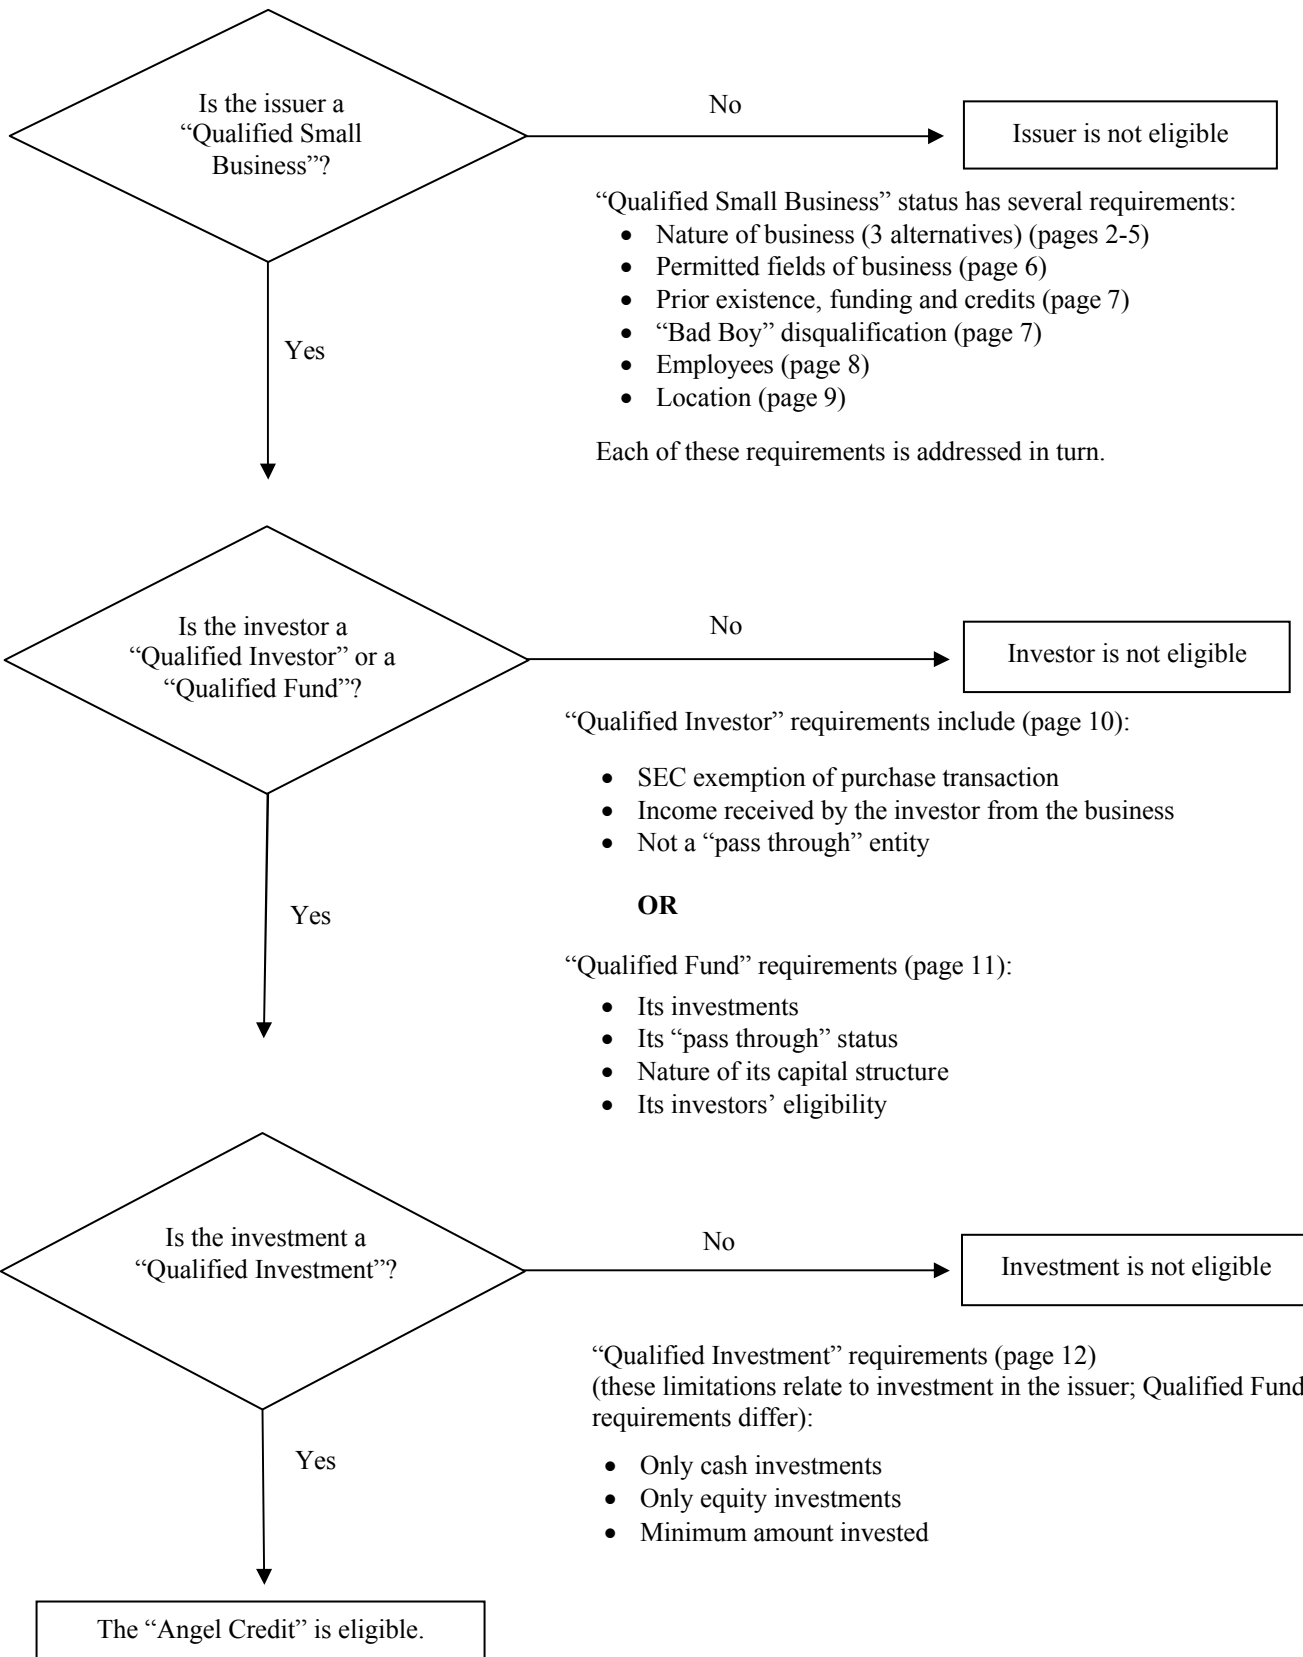 Is the issuer a
“Qualified Small
Business”?
No
Issuer is not eligible
“Qualified Small Business” status has several requirements:
• Nature of business (3 alternatives) (pages 2-5)
• Permitted fields of business (page 6)
• Prior existence, funding and credits (page 7)
• “Bad Boy” disqualification (page 7)
• Employees (page 8)
• Location (page 9)
Yes
Each of these requirements is addressed in turn.
Is the investor a
“Qualified Investor” or a
“Qualified Fund”?
No
Investor is not eligible
“Qualified Investor” requirements include (page 10):
• SEC exemption of purchase transaction
• Income received by the investor from the business
• Not a “pass through” entity
OR
Yes
“Qualified Fund” requirements (page 11):
• Its investments
• Its “pass through” status
• Nature of its capital structure
• Its investors’ eligibility
Is the investment a
“Qualified Investment”?
No
Investment is not eligible
“Qualified Investment” requirements (page 12)
(these limitations relate to investment in the issuer; Qualified Fund
requirements differ):
• Only cash investments
• Only equity investments
• Minimum amount invested
Yes
The “Angel Credit” is eligible.